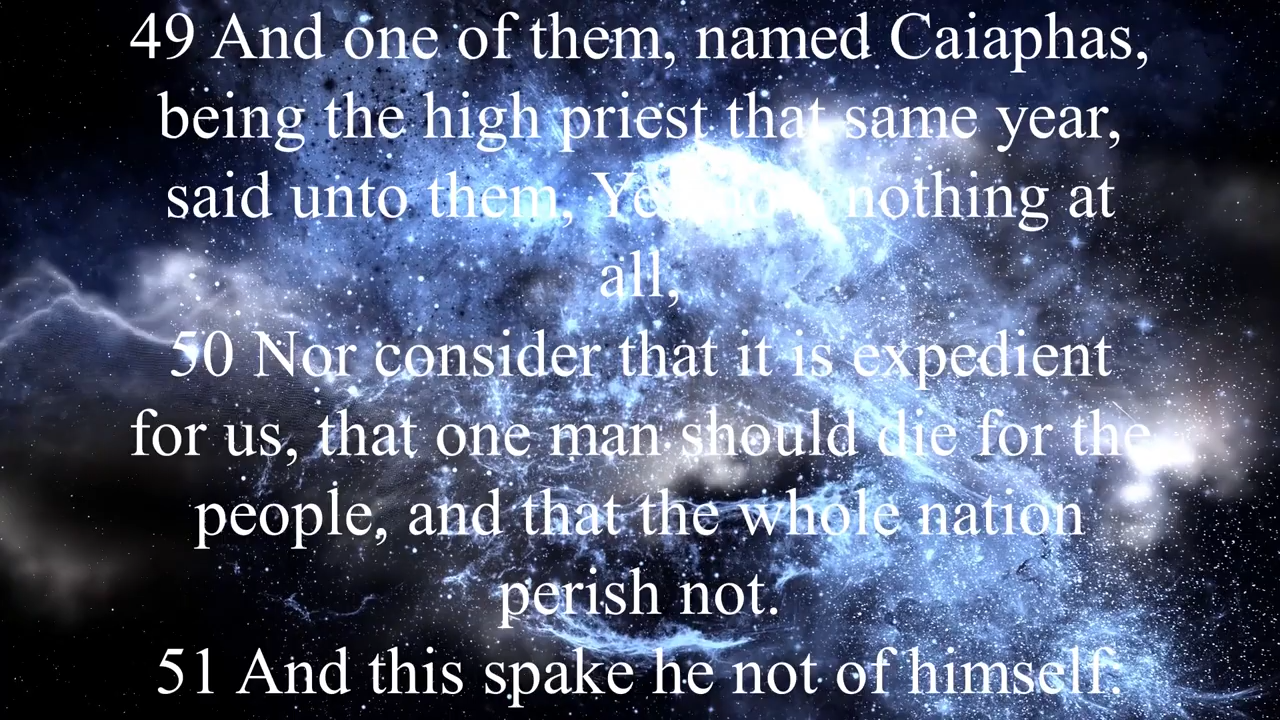 49 And one of them, named Caiaphas,
being the high priest that same year,
said unto them, Ye know nothing at
all,
50 Nor consider that it is expedient
for us, that one man should die for the
people, and that the whole nation
perish not.
51 And this spake he not of himself: